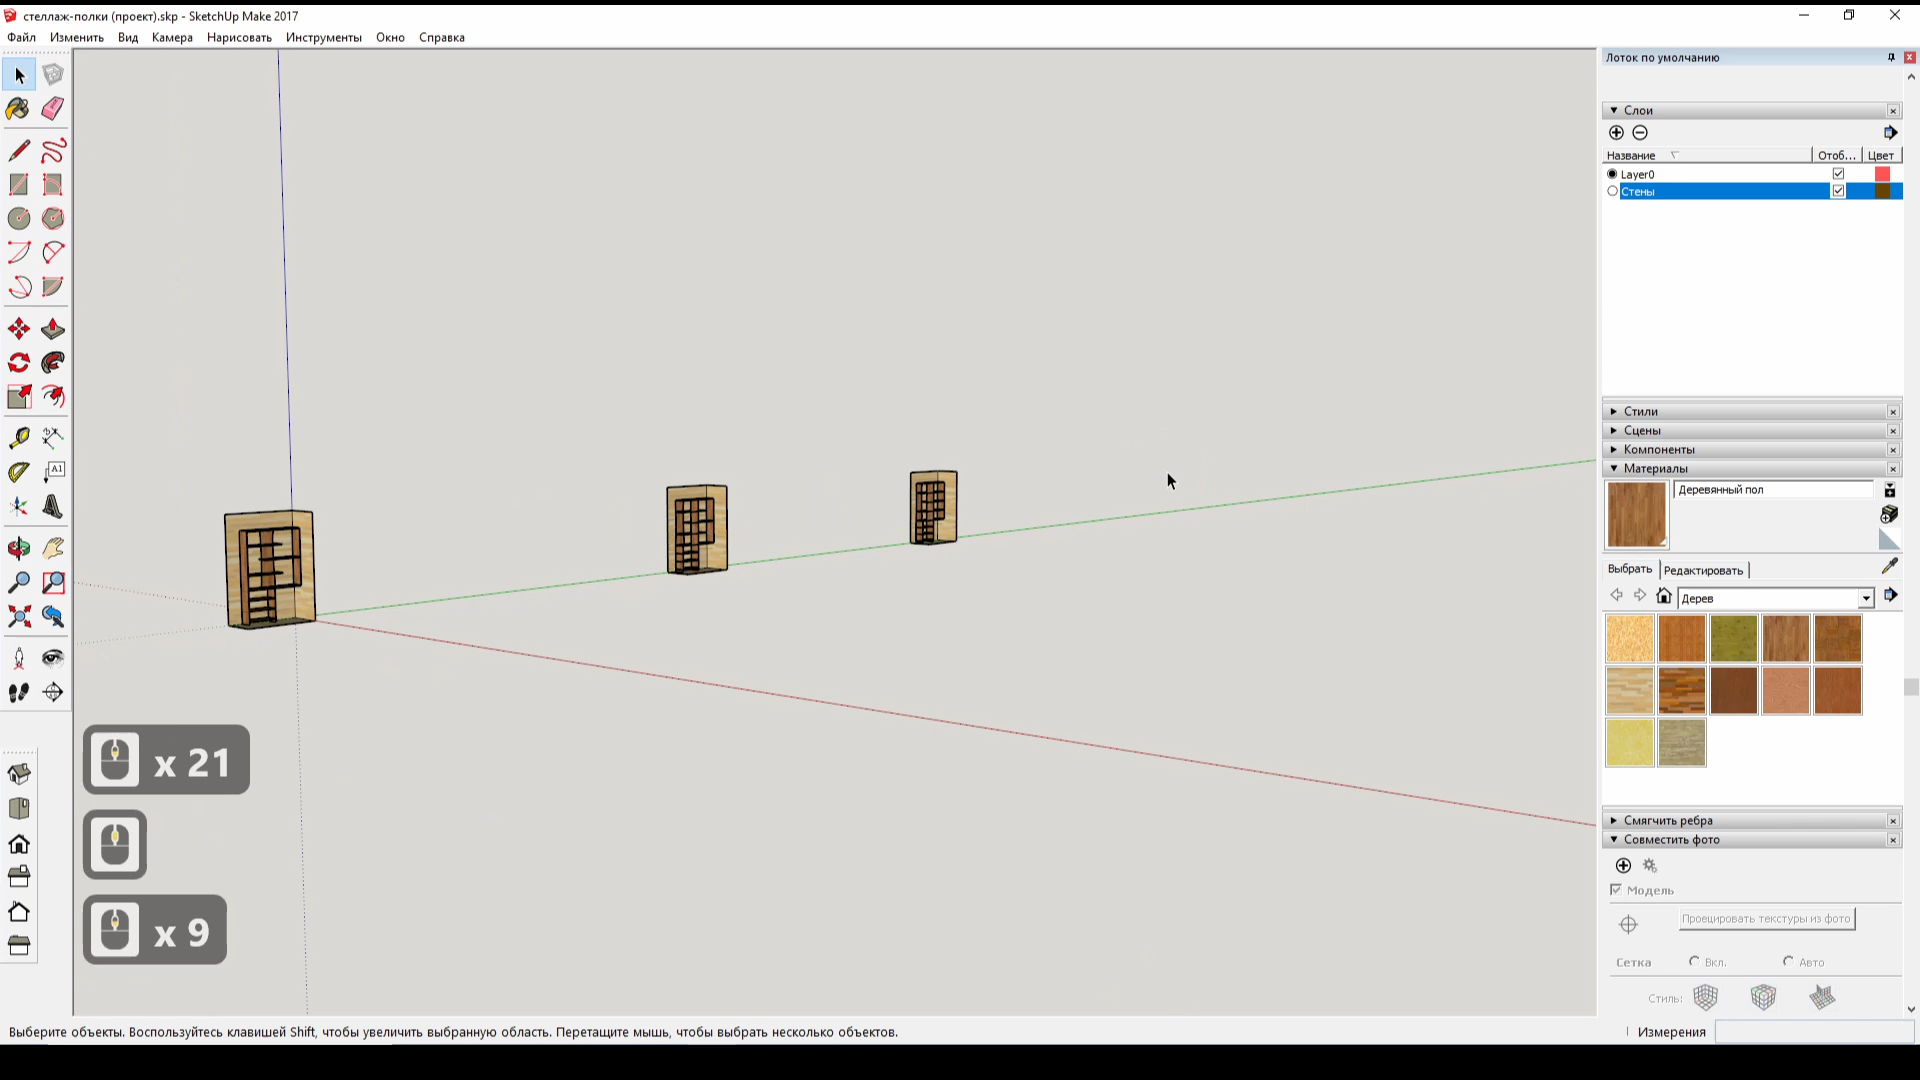 стеллаж-полки (проект).skp - SketchUp Make 2017
Файл Изменить Вид Камера Нарисовать Инструменты Окно Справка
Лоток по умолчанию
Слои
Название Отоб... Цвет
Layer0
Стены
A1
Стили
Сцены
Компоненты
Материалы
Деревянный пол
Выбрать Редактировать
Дерев
x 21
x 9
Смягчить ребра
Совместить фото
Модель
Проецировать текстуры из фото
Сетка Вкл. Авто
Стиль:
Выберите объекты. Воспользуйтесь клавишей Shift, чтобы увеличить выбранную область. Перетащите мышь, чтобы выбрать несколько объектов.
Измерения